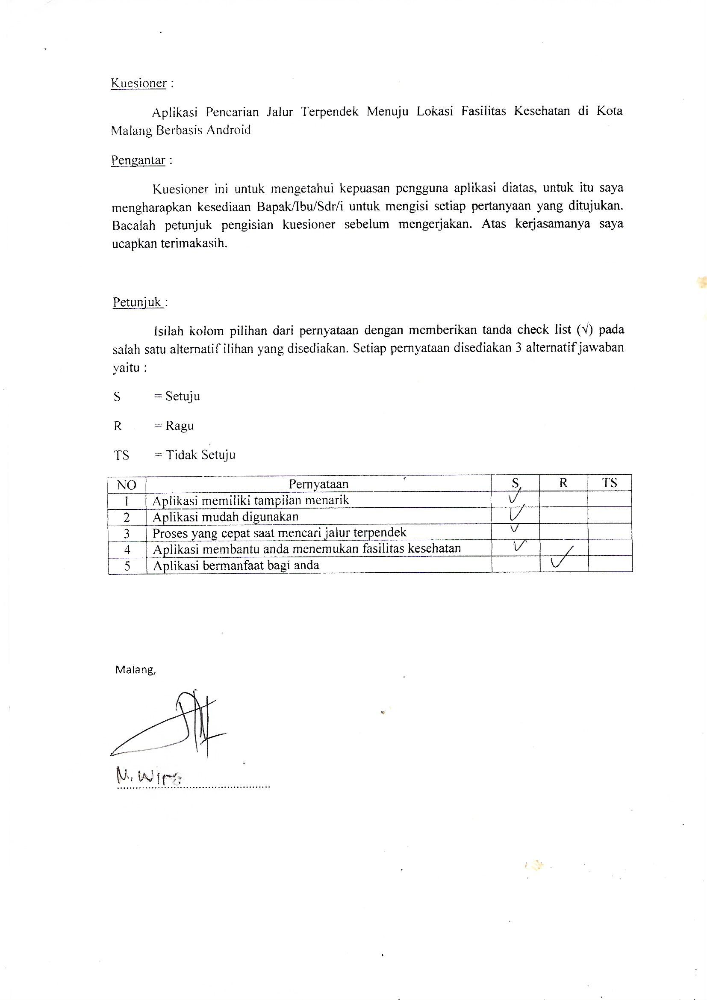 Kuesioner :
Aplikasi Pencarian Jalur Terpendek Menuju Lokasi Fasilitas Kesehatan di Kota
Malang Berbasis Android
Pengantar :
Kuesioner ini untuk mengetahui kepuasan pengguna aplikasi diatas, untuk itu saya
mengharapkan kesediaan Bapak/Ibu/Sdr/i untuk mengisi setiap pertanyaan yang ditujukan.
Bacalah petunjuk pengisian kuesioner sebelum mengerjakan. Atas kerjasamanya saya
ucapkan terimakasih.
Petunjuk :
Isilah kolom pilihan dari pernyataan dengan memberikan tanda check list (√) pada
salah satu alternatif ilihan yang disediakan. Setiap pernyataan disediakan 3 alternatif jawaban
yaitu :
S = Setuju
R = Ragu
TS = Tidak Setuju
NO Pernyataan S R TS
1 Aplikasi memiliki tampilan menarik ✓
2 Aplikasi mudah digunakan ✓
3 Proses yang cepat saat mencari jalur terpendek ✓
4 Aplikasi membantu anda menemukan fasilitas kesehatan ✓
5 Aplikasi bermanfaat bagi anda ✓
Malang,
M.